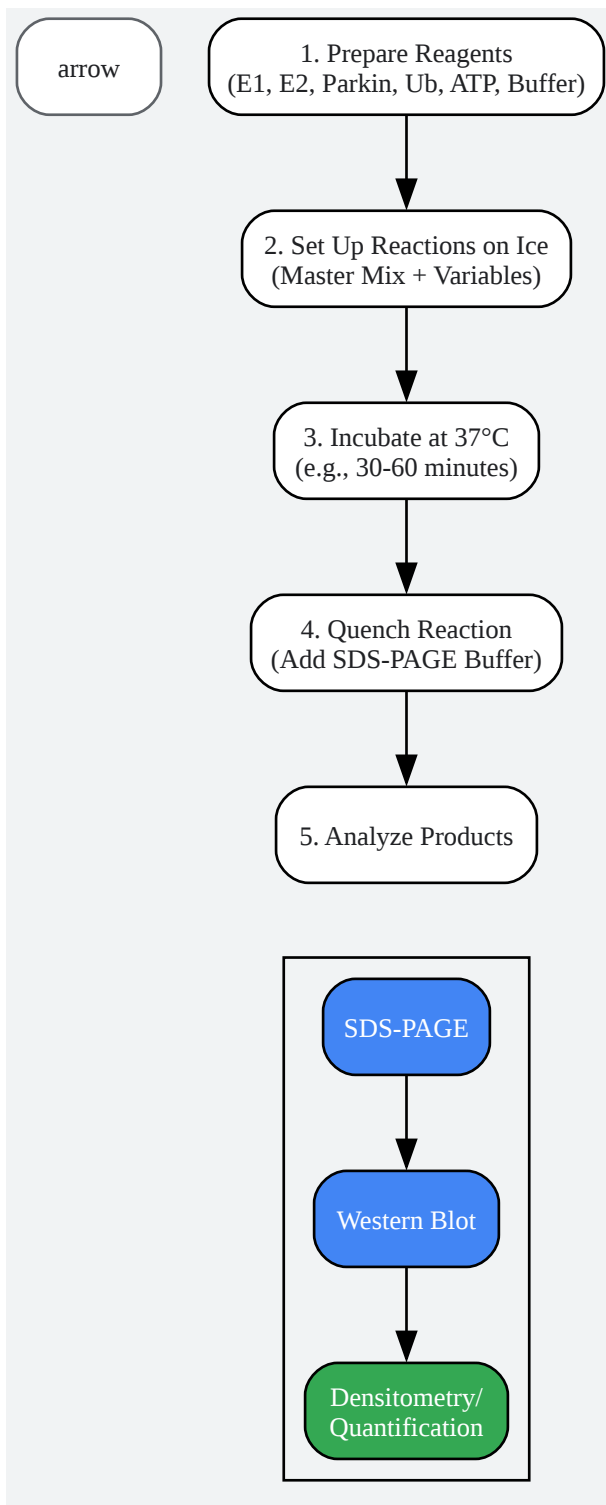 arrow
1. Prepare Reagents
(E1, E2, Parkin, Ub, ATP, Buffer)
2. Set Up Reactions on Ice
(Master Mix + Variables)
3. Incubate at 37°C
(e.g., 30-60 minutes)
4. Quench Reaction
(Add SDS-PAGE Buffer)
5. Analyze Products
SDS-PAGE
Western Blot
Densitometry/
Quantification